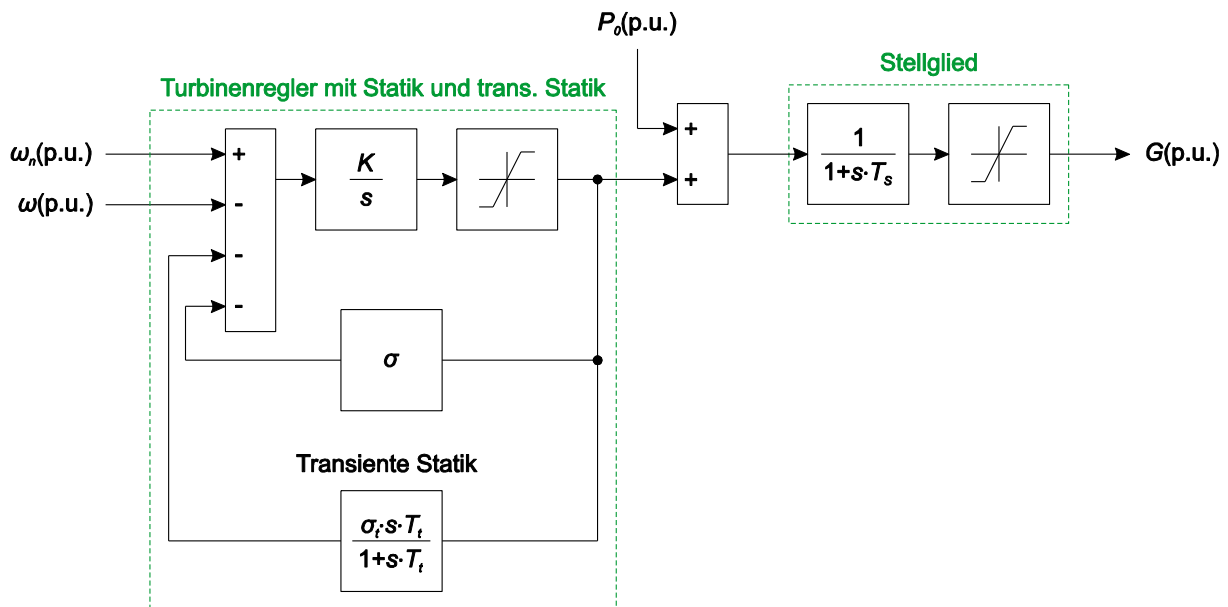 P₀(p.u.)
Stellglied
Turbinenregler mit Statik und trans. Statik
ωₙ(p.u.)
+
K
s
+
1
1+s·Tₛ
G(p.u.)
ω(p.u.)
-
+
-
-
σ
Transiente Statik
σₜ·s·Tₜ
1+s·Tₜ